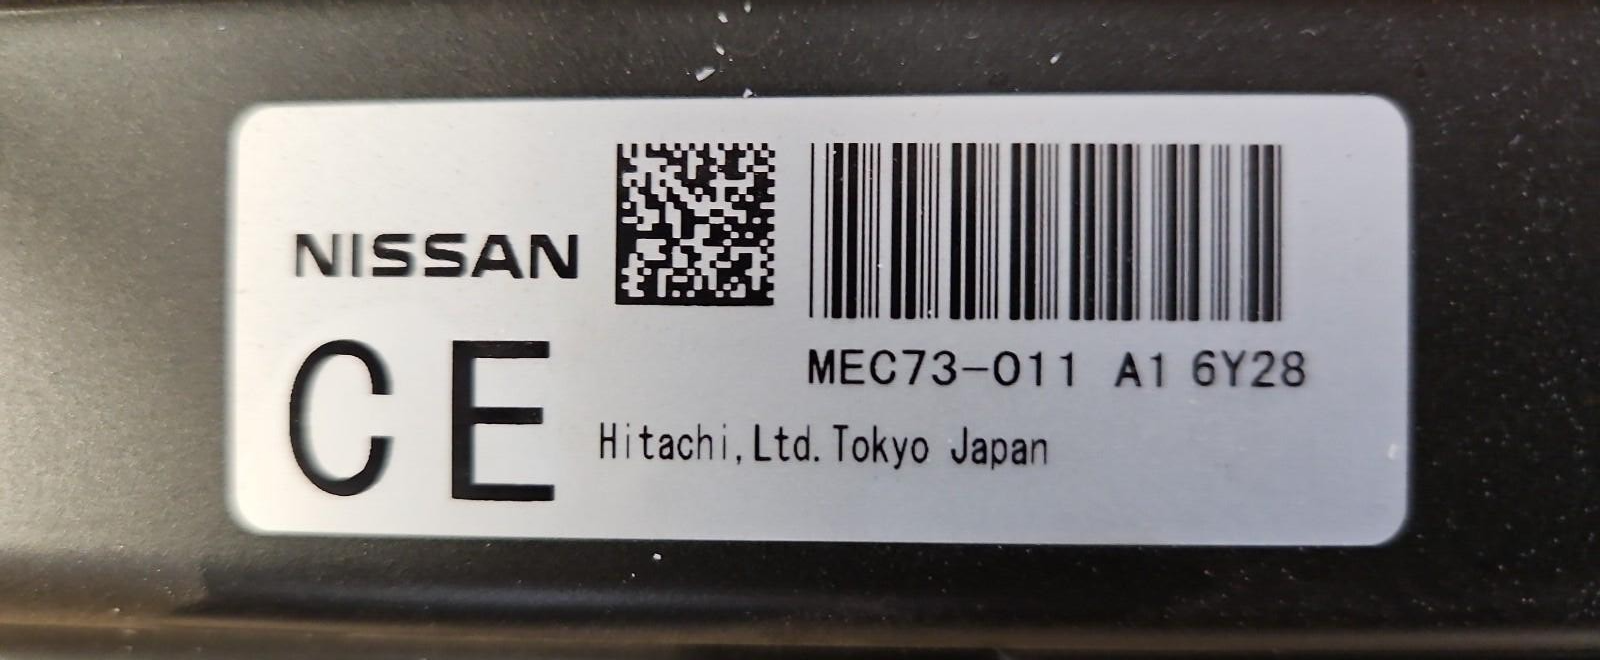 NISSAN
MEC73-011 A1 6Y28
CE
Hitachi,Ltd.Tokyo Japan